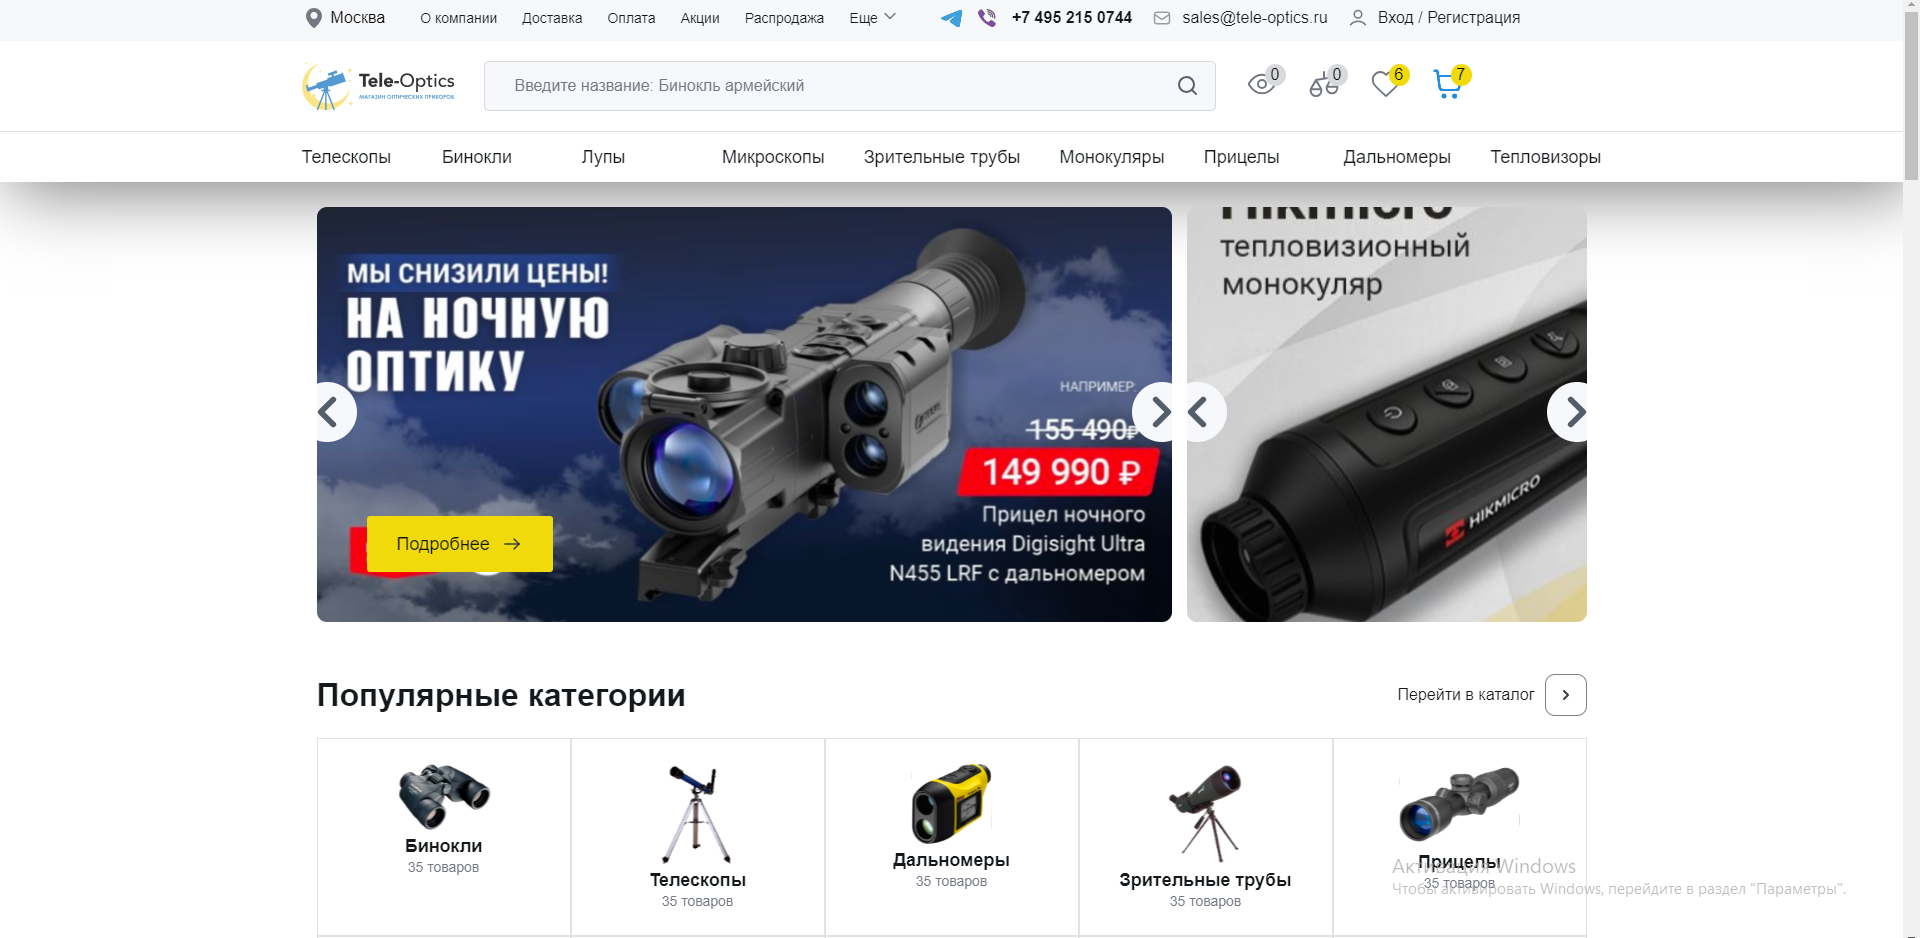 Москва
О компании
Доставка
Оплата
Акции
Распродажа
Еще
+7 495 215 0744
sales@tele-optics.ru
Вход / Регистрация
Tele-Optics
МАГАЗИН ОПТИЧЕСКИХ ПРИБОРОВ
Введите название: Бинокль армейский
0
0
6
7
Телескопы
Бинокли
Лупы
Микроскопы
Зрительные трубы
Монокуляры
Прицелы
Дальномеры
Тепловизоры
МЫ СНИЗИЛИ ЦЕНЫ!
НА НОЧНУЮ
ОПТИКУ
НАПРИМЕР:
155 490₽
149 990 ₽
Прицел ночного
видения Digisight Ultra
N455 LRF с дальномером
Подробнее
Hikmicro
тепловизионный
монокуляр
HIKMICRO
Популярные категории
Перейти в каталог
Бинокли
35 товаров
Телескопы
35 товаров
Дальномеры
35 товаров
Зрительные трубы
35 товаров
Прицелы
35 товаров
Активация Windows
Чтобы активировать Windows, перейдите в раздел "Параметры".